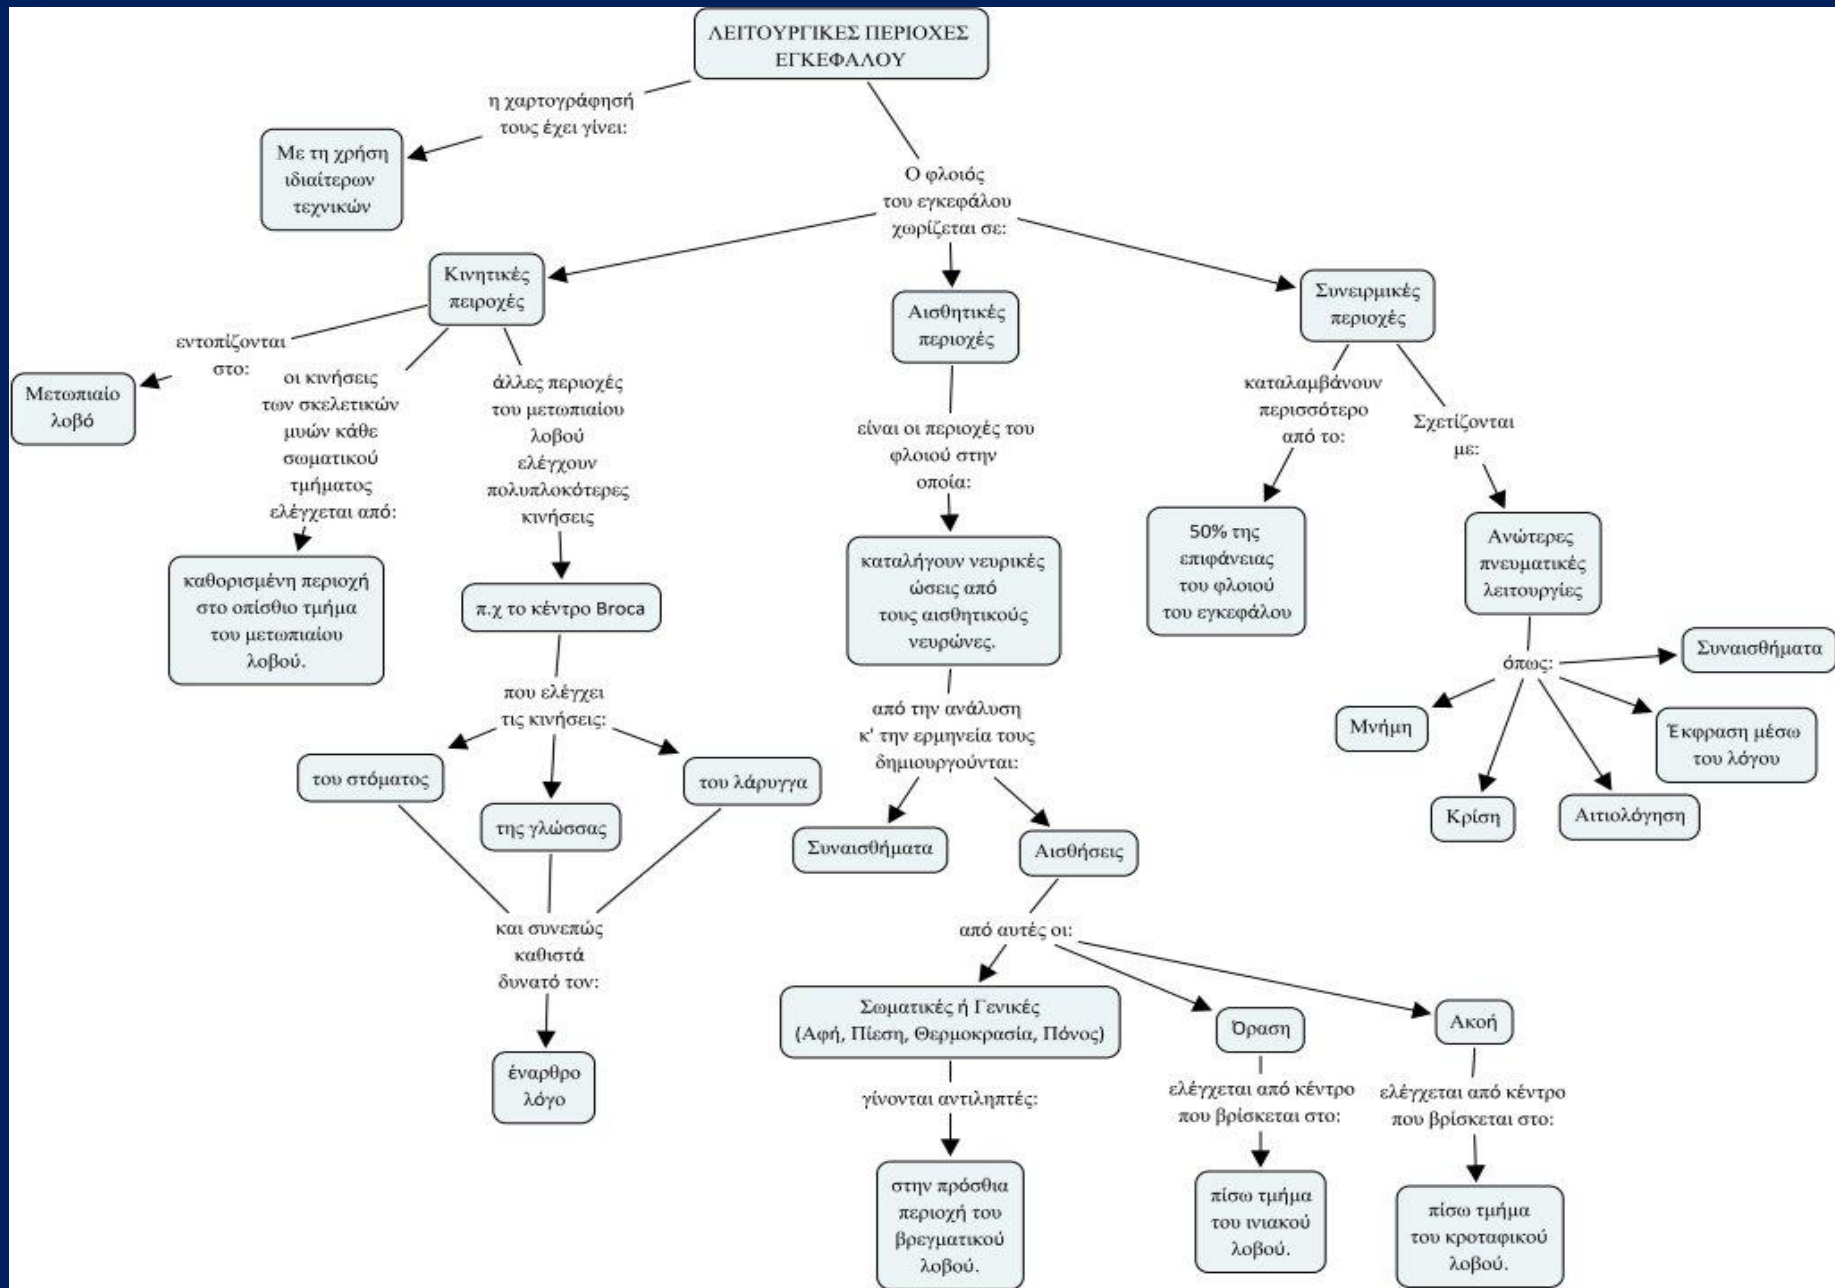 ΛΕΙΤΟΥΡΓΙΚΕΣ ΠΕΡΙΟΧΕΣ
ΕΓΚΕΦΑΛΟΥ
η χαρτογράφησή
τους έχει γίνει:
Με τη χρήση
ιδιαίτερων
τεχνικών
Ο φλοιός
του εγκεφάλου
χωρίζεται σε:
Κινητικές
πειροχές
εντοπίζονται
στο:
Μετωπιαίο
λοβό
οι κινήσεις
των σκελετικών
μυών κάθε
σωματικού
τμήματος
ελέγχεται από:
καθορισμένη περιοχή
στο οπίσθιο τμήμα
του μετωπιαίου
λοβού.
άλλες περιοχές
του μετωπιαίου
λοβού
ελέγχουν
πολυπλοκότερες
κινήσεις
π.χ το κέντρο Broca
που ελέγχει
τις κινήσεις:
του στόματος
της γλώσσας
του λάρυγγα
και συνεπώς
καθιστά
δυνατό τον:
έναρθρο
λόγο
Αισθητικές
περιοχές
είναι οι περιοχές του
φλοιού στην
οποία:
καταλήγουν νευρικές
ώσεις από
τους αισθητικούς
νευρώνες.
από την ανάλυση
κ' την ερμηνεία τους
δημιουργούνται:
Συναισθήματα
Αισθήσεις
από αυτές οι:
Σωματικές ή Γενικές
(Αφή, Πίεση, Θερμοκρασία, Πόνος)
γίνονται αντιληπτές:
στην πρόσθια
περιοχή του
βρεγματικού
λοβού.
Όραση
ελέγχεται από κέντρο
που βρίσκεται στο:
πίσω τμήμα
του ινιακού
λοβού.
Ακοή
ελέγχεται από κέντρο
που βρίσκεται στο:
πίσω τμήμα
του κροταφικού
λοβού.
Συνειρμικές
περιοχές
καταλαμβάνουν
περισσότερο
από το:
50% της
επιφάνειας
του φλοιού
του εγκεφάλου
Σχετίζονται
με:
Ανώτερες
πνευματικές
λειτουργίες
όπως:
Μνήμη
Κρίση
Αιτιολόγηση
Έκφραση μέσω
του λόγου
Συναισθήματα